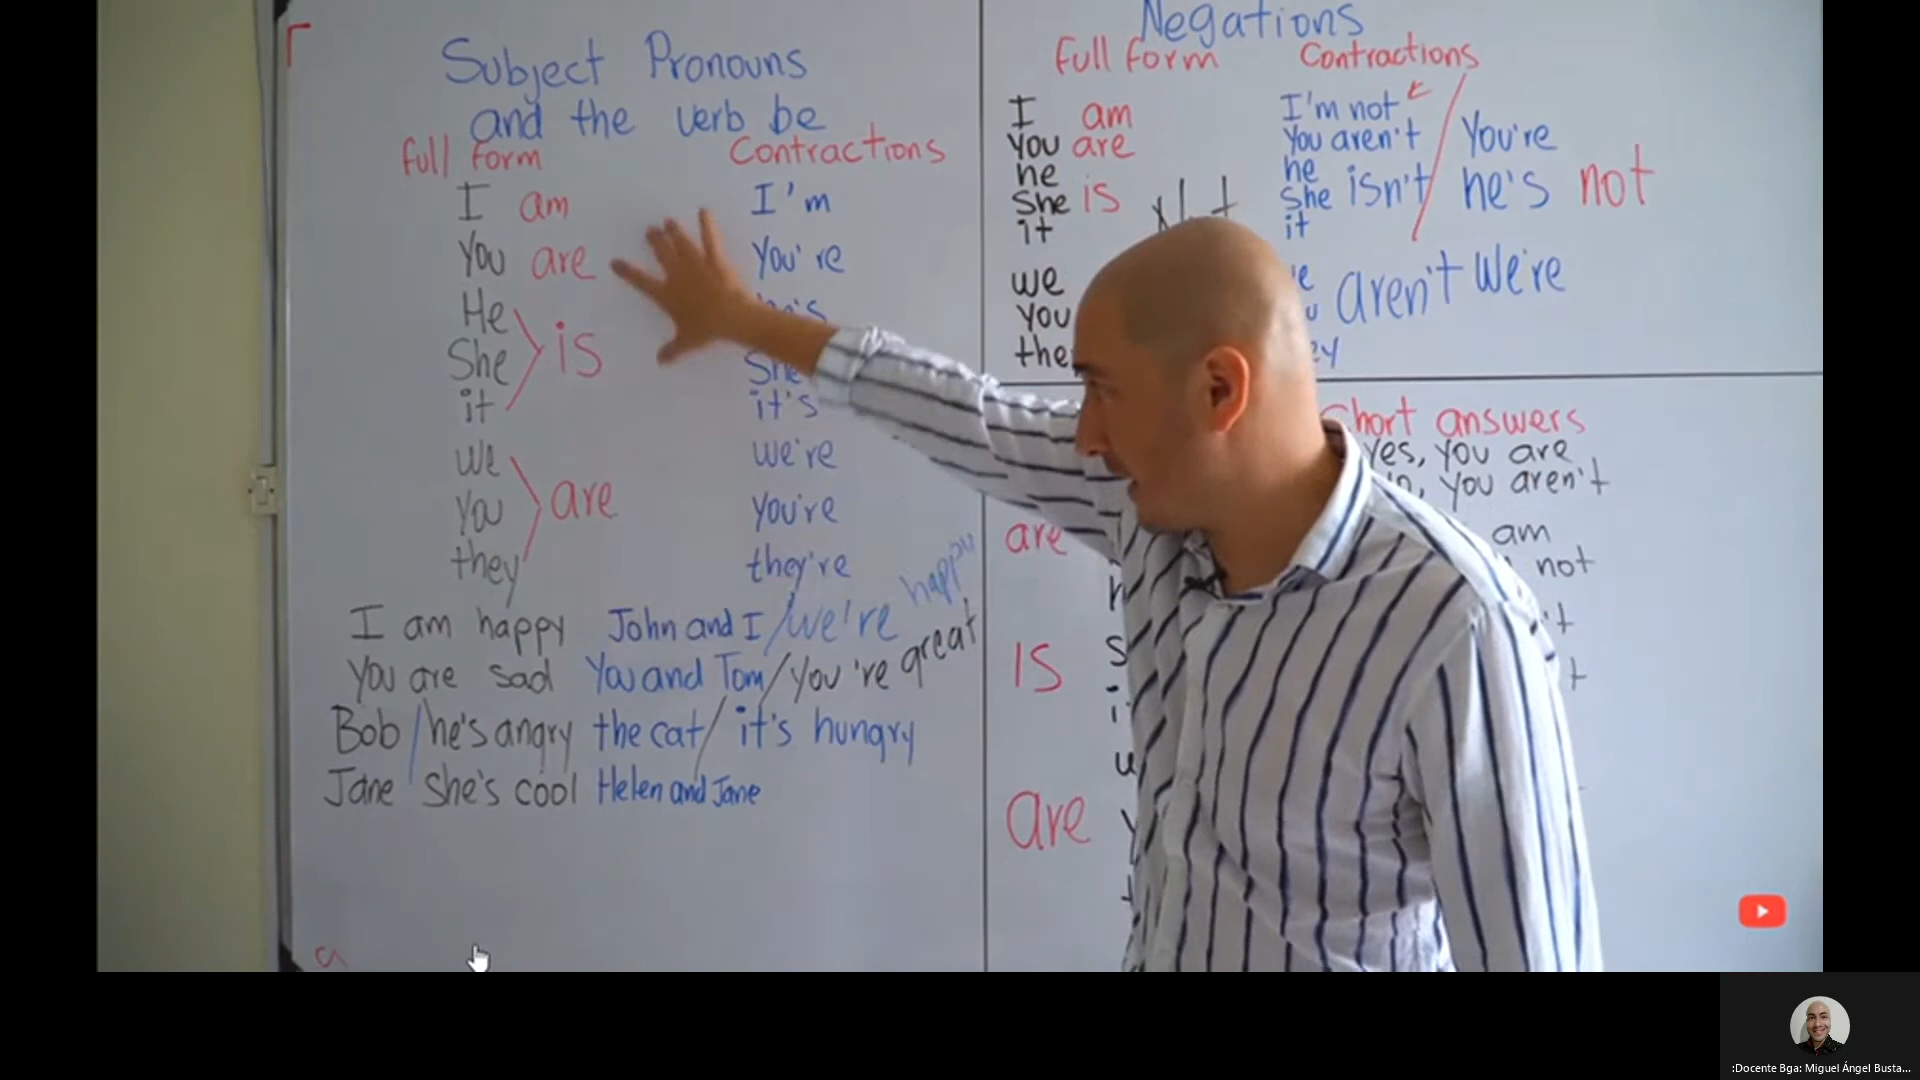 Subject Pronouns
and the verb be
Full form Contractions
I am I'm
You are You're
He he's
She is She
it it's
we we're
You are You're
they they're
I am happy John and I / we're happy
You are sad You and Tom / You're great
Bob / he's angry the cat / it's hungry
Jane / She's cool Helen and Jane
Negations
Full form Contractions
I am I'm not
You are You aren't / You're
he
She is not She isn't / he's not
it it
we aren't We're
You
Short answers
Yes, You are
No, you aren't
are am
not
Is
are
:Docente Bga: Miguel Ángel Busta...